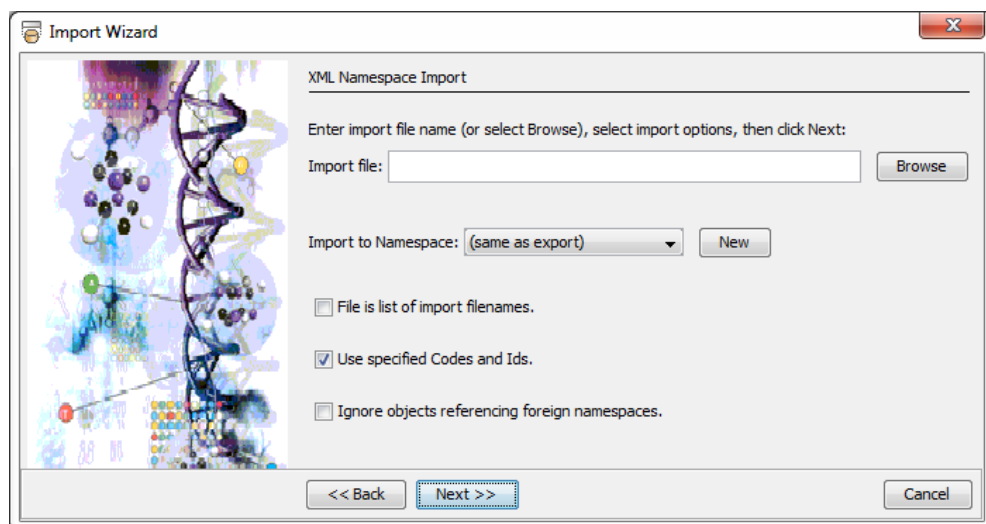 Import Wizard
XML Namespace Import
Enter import file name (or select Browse), select import options, then click Next:
Import file:
Browse
Import to Namespace: (same as export) New
File is list of import filenames.
Use specified Codes and Ids.
Ignore objects referencing foreign namespaces.
<< Back Next >> Cancel